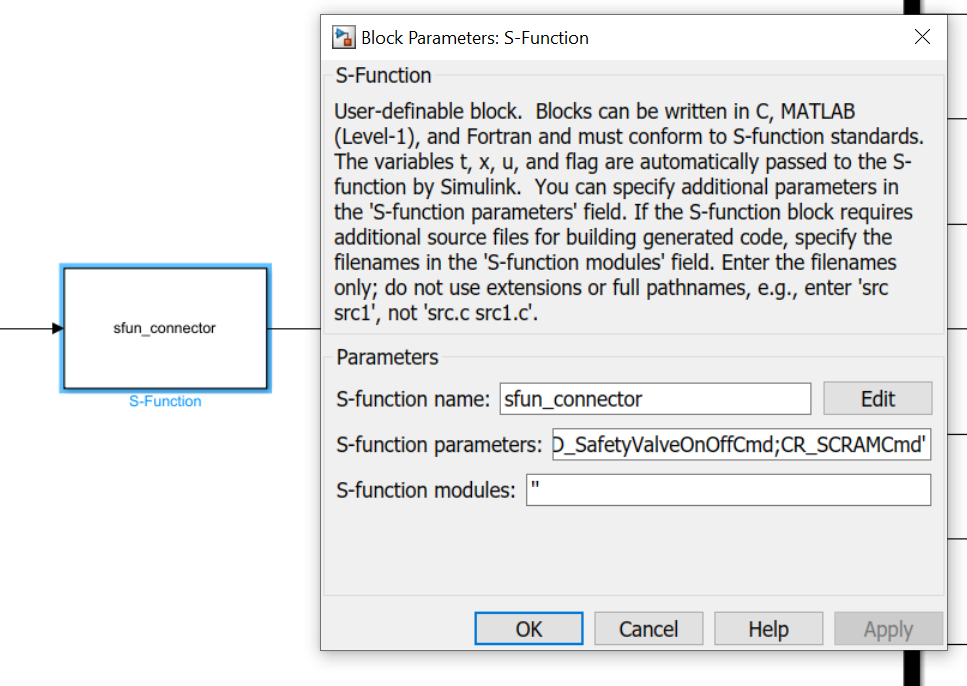 Block Parameters: S-Function
S-Function
User-definable block.  Blocks can be written in C, MATLAB
(Level-1), and Fortran and must conform to S-function standards.
The variables t, x, u, and flag are automatically passed to the S-
function by Simulink.  You can specify additional parameters in
the 'S-function parameters' field. If the S-function block requires
additional source files for building generated code, specify the
filenames in the 'S-function modules' field. Enter the filenames
only; do not use extensions or full pathnames, e.g., enter 'src
src1', not 'src.c src1.c'.
sfun_connector
S-Function
Parameters
S-function name: sfun_connector Edit
S-function parameters: _SafetyValveOnOffCmd;CR_SCRAMCmd'
S-function modules: ''
OK Cancel Help Apply